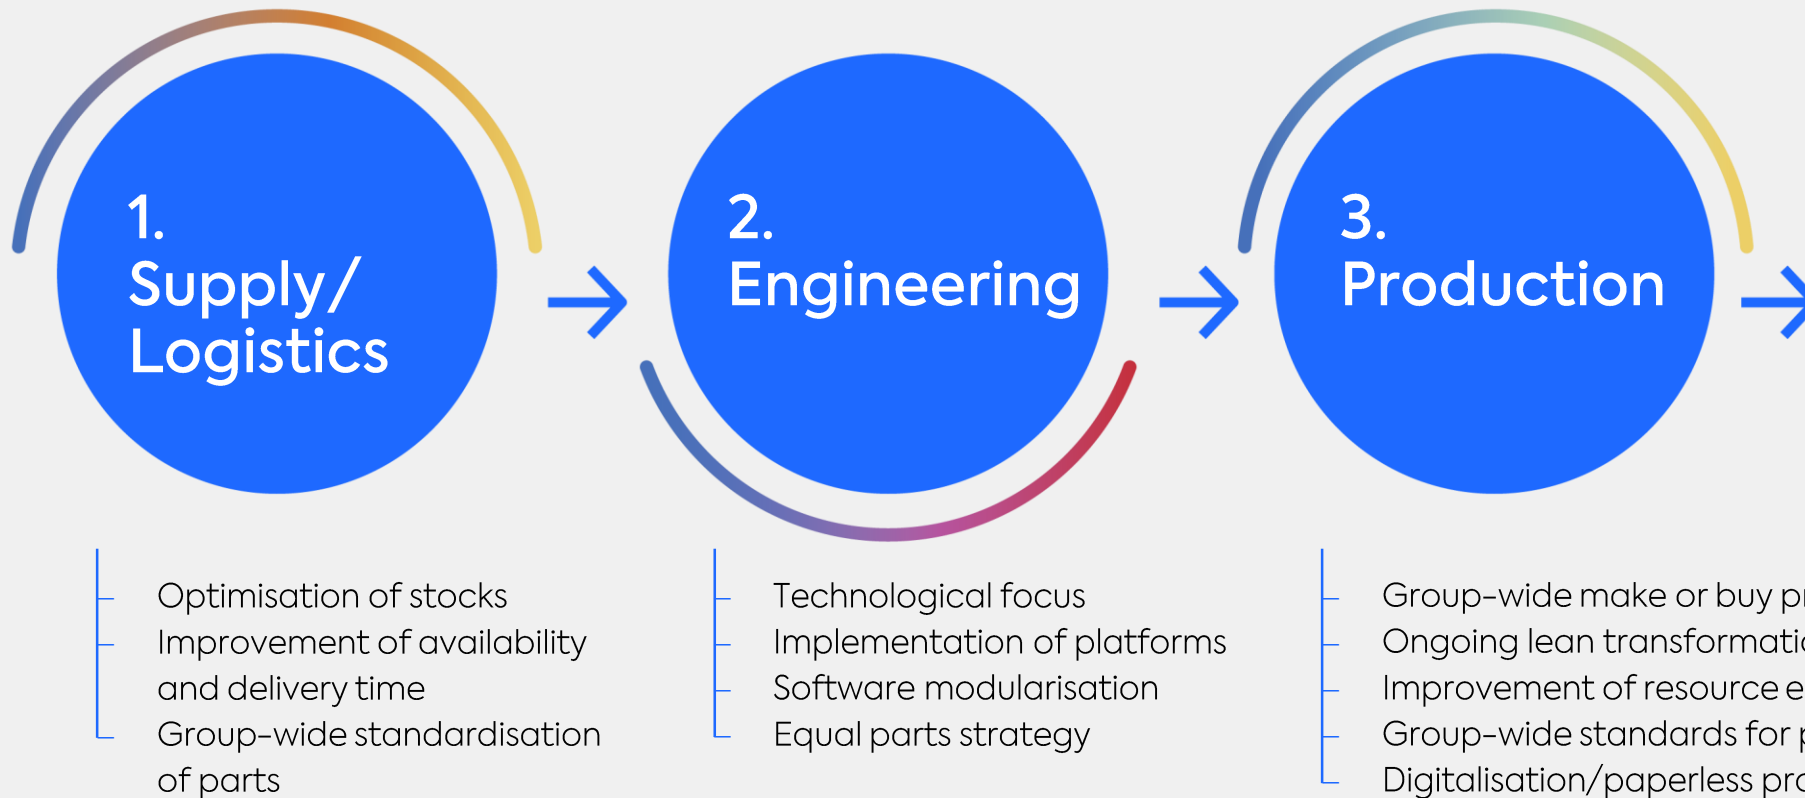 1.
Supply/
Logistics
2.
Engineering
3.
Production
Optimisation of stocks
Improvement of availability
and delivery time
Group-wide standardisation
of parts
Technological focus
Implementation of platforms
Software modularisation
Equal parts strategy
Group-wide make or buy
Ongoing lean
Improvement of resource
Group-wide standards for
Digitalisation/paperless